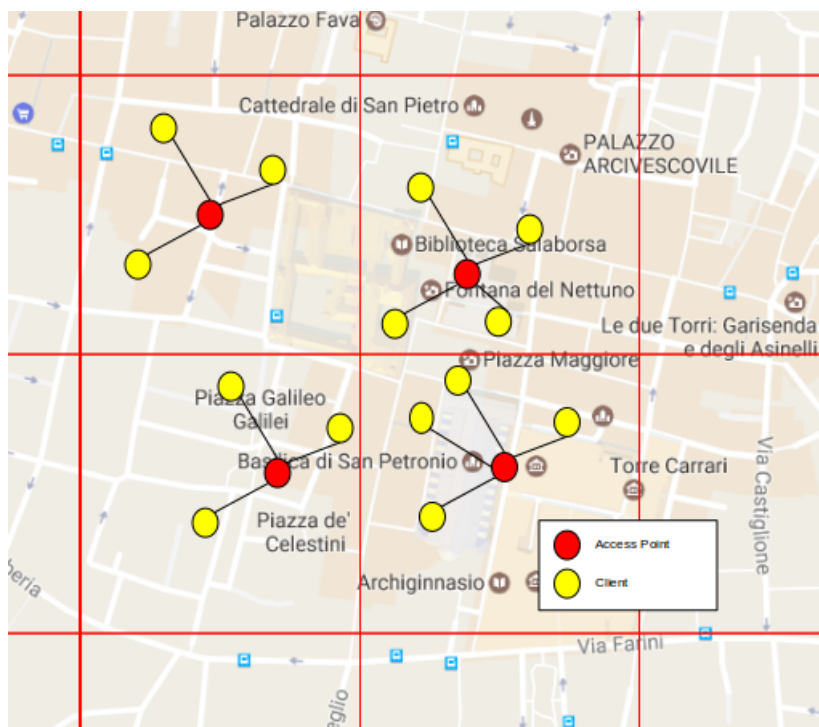 Palazzo Fava
Cattedrale di San Pietro
PALAZZO
ARCIVESCOVILE
Biblioteca Salaborsa
Fontana del Nettuno
Le due Torri: Garisenda
e degli Asinelli
Piazza Maggiore
Piazza Galileo
Galilei
Basilica di San Petronio
Torre Carrari
Via Castiglione
Piazza de'
Celestini
Access Point
Client
Archiginnasio
Via Farini